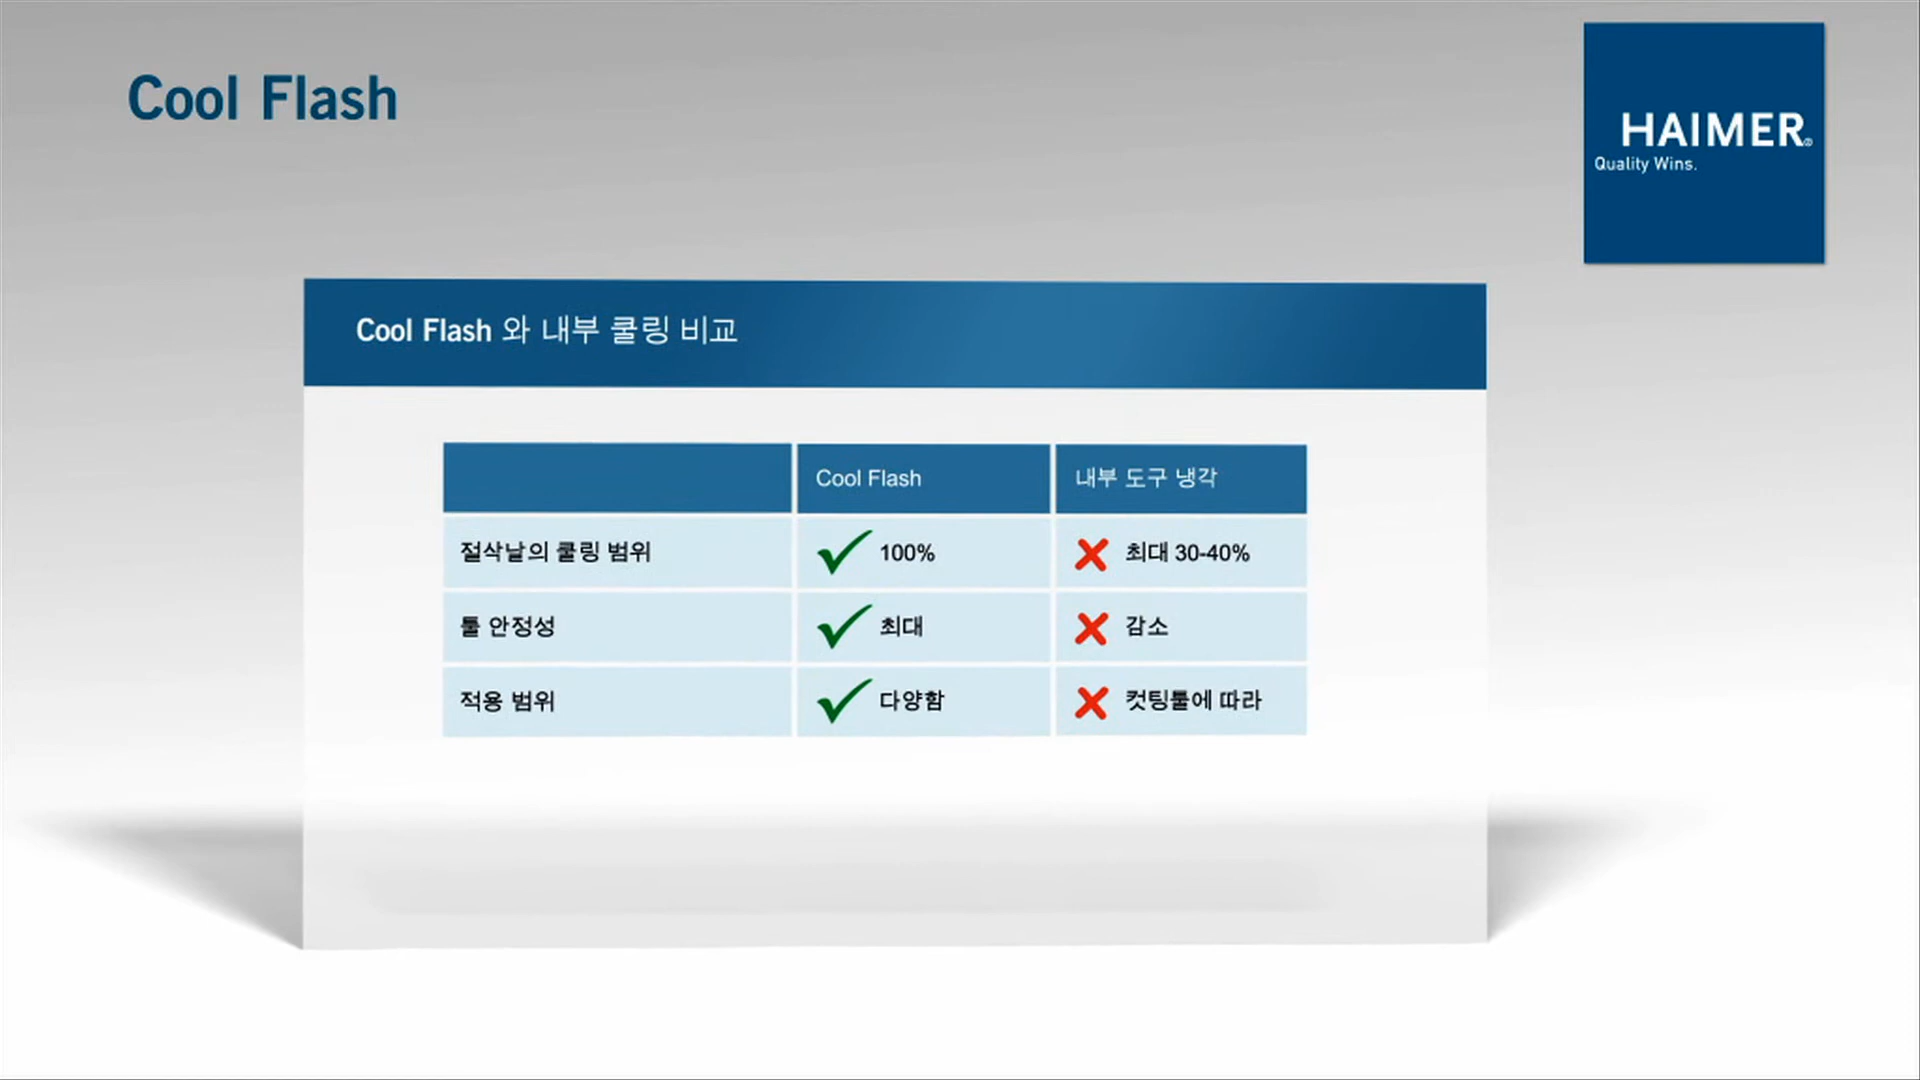 Cool Flash
HAIMER®
Quality Wins.
Cool Flash 와 내부 쿨링 비교
Cool Flash 내부 도구 냉각
절삭날의 쿨링 범위 100% 최대 30-40%
툴 안정성 최대 감소
적용 범위 다양함 컷팅툴에 따라